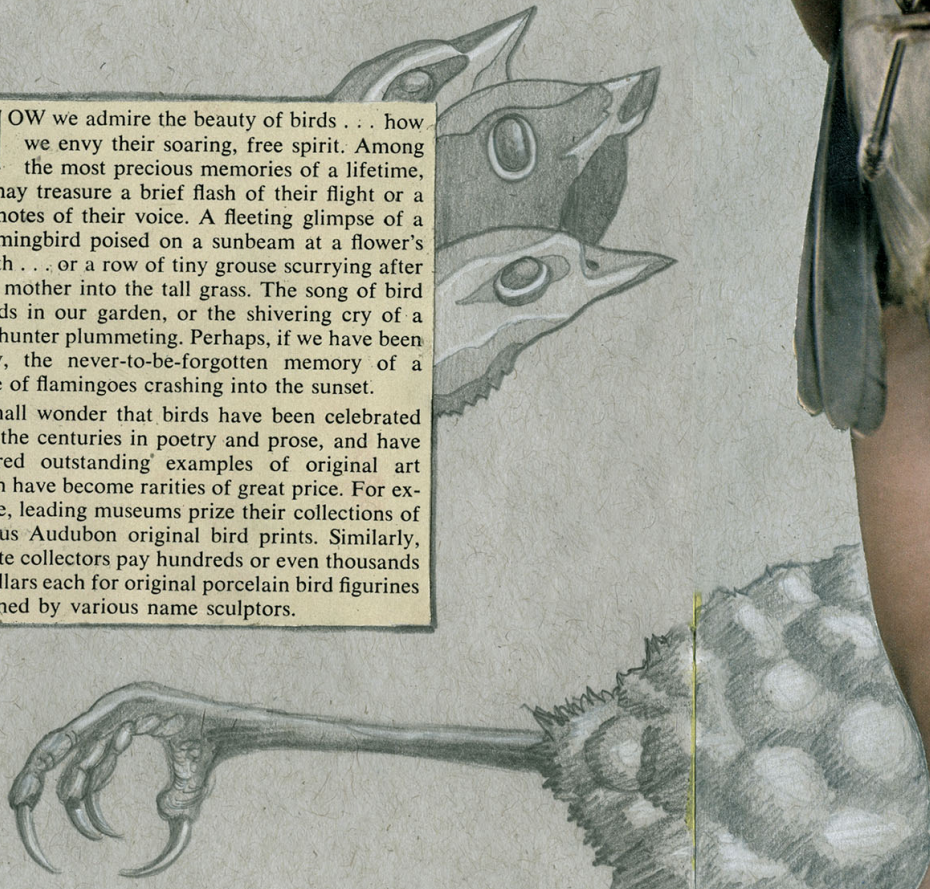 OW we admire the beauty of birds . . . how
we envy their soaring, free spirit. Among
the most precious memories of a lifetime,
may treasure a brief flash of their flight or a
notes of their voice. A fleeting glimpse of a
mingbird poised on a sunbeam at a flower's
th . . . or a row of tiny grouse scurrying after
mother into the tall grass. The song of bird
ds in our garden, or the shivering cry of a
hunter plummeting. Perhaps, if we have been
y, the never-to-be-forgotten memory of a
e of flamingoes crashing into the sunset.
nall wonder that birds have been celebrated
the centuries in poetry and prose, and have
red outstanding examples of original art
h have become rarities of great price. For ex-
e, leading museums prize their collections of
us Audubon original bird prints. Similarly,
te collectors pay hundreds or even thousands
llars each for original porcelain bird figurines
ned by various name sculptors.